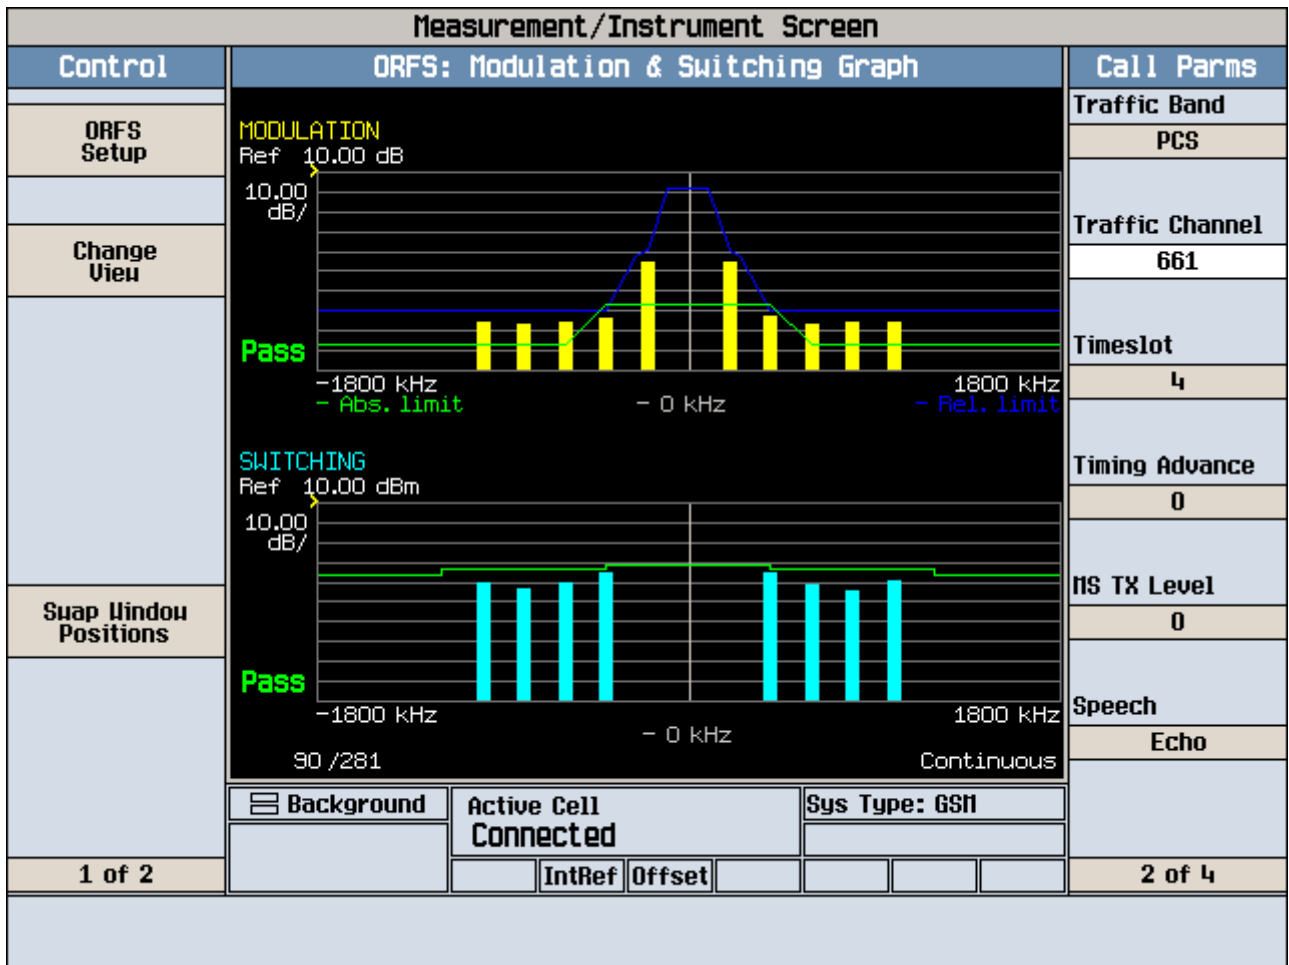 Measurement/Instrument Screen
Control
ORFS: Modulation & Switching Graph
Call Parms
ORFS
Setup
Change
View
Swap Window
Positions
1 of 2
MODULATION
Ref 10.00 dB
10.00
dB/
Pass
-1800 kHz
1800 kHz
- Abs. limit
- 0 kHz
- Rel. limit
SWITCHING
Ref 10.00 dBm
10.00
dB/
Pass
-1800 kHz
1800 kHz
- 0 kHz
90 /281
Continuous
Background
Active Cell
Connected
Sys Type: GSM
IntRef
Offset
Traffic Band
PCS
Traffic Channel
661
Timeslot
4
Timing Advance
0
MS TX Level
0
Speech
Echo
2 of 4